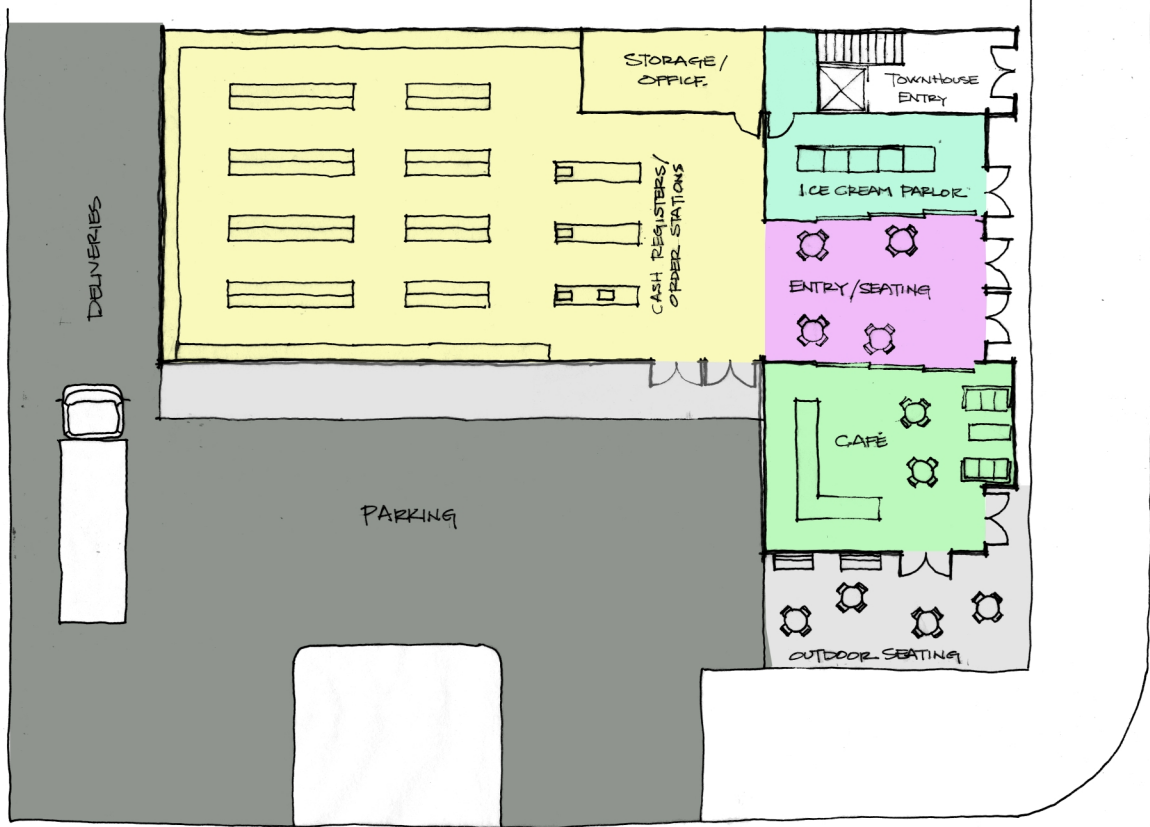 STORAGE/
OFFICE.
TOWNHOUSE
ENTRY
DELIVERIES
CASH REGISTERS/
ORDER STATIONS
ICE CREAM PARLOR
ENTRY/SEATING
CAFÉ
PARKING
OUTDOOR SEATING